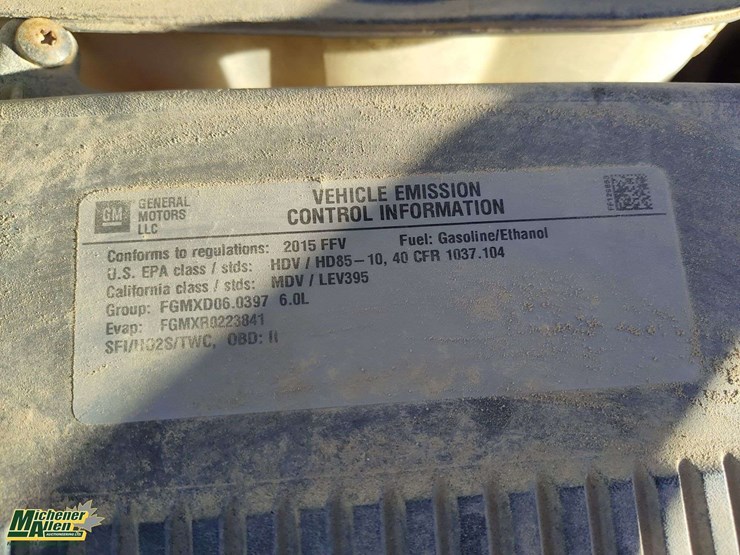 GM
GENERAL
MOTORS
LLC
VEHICLE EMISSION
CONTROL INFORMATION
Conforms to regulations: 2015 FFV Fuel: Gasoline/Ethanol
U.S. EPA class / stds: HDV / HD85-10, 40 CFR 1037.104
California class / stds: MDV / LEV395
Group: FGMXD06.0397 6.0L
Evap: FGMXR0223841
SFI/HO2S/TWC, OBD: II
Michener
Allen
AUCTIONEERING LTD